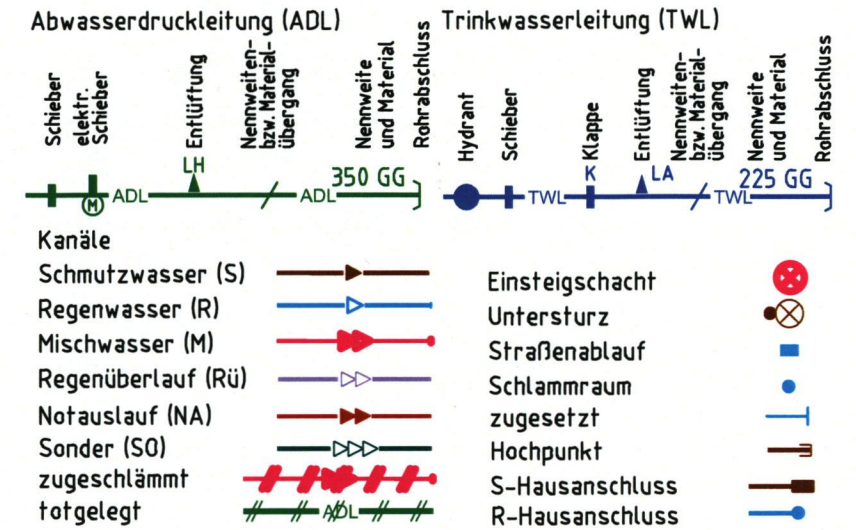 Abwasserdruckleitung (ADL)
Schieber
elektr.
Schieber
Entlüftung
Nennweiten-
bzw. Material-
übergang
Nennweite
und Material
Rohrabschluss
LH
350 GG
M
ADL
ADL
Trinkwasserleitung (TWL)
Hydrant
Schieber
Klappe
Entlüftung
Nennweiten-
bzw. Material-
übergang
Nennweite
und Material
Rohrabschluss
K
LA
225 GG
TWL
TWL
Kanäle
Schmutzwasser (S)
Regenwasser (R)
Mischwasser (M)
Regenüberlauf (Rü)
Notauslauf (NA)
Sonder (SO)
zugeschlämmt
totgelegt
ADL
Einsteigschacht
Untersturz
Straßenablauf
Schlammraum
zugesetzt
Hochpunkt
S-Hausanschluss
R-Hausanschluss